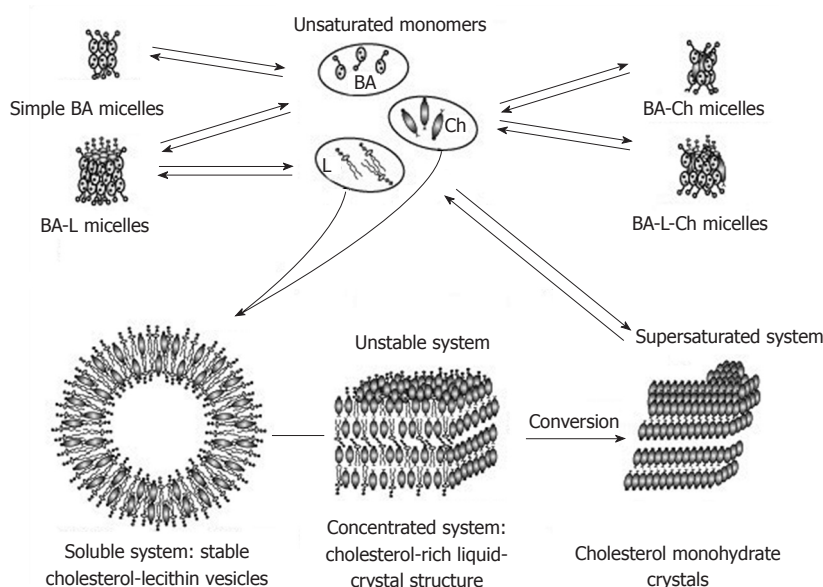 Unsaturated monomers
BA
Ch
L
Simple BA micelles
BA-L micelles
BA-Ch micelles
BA-L-Ch micelles
Unstable system
Supersaturated system
Conversion
Soluble system: stable
cholesterol-lecithin vesicles
Concentrated system:
cholesterol-rich liquid-
crystal structure
Cholesterol monohydrate
crystals